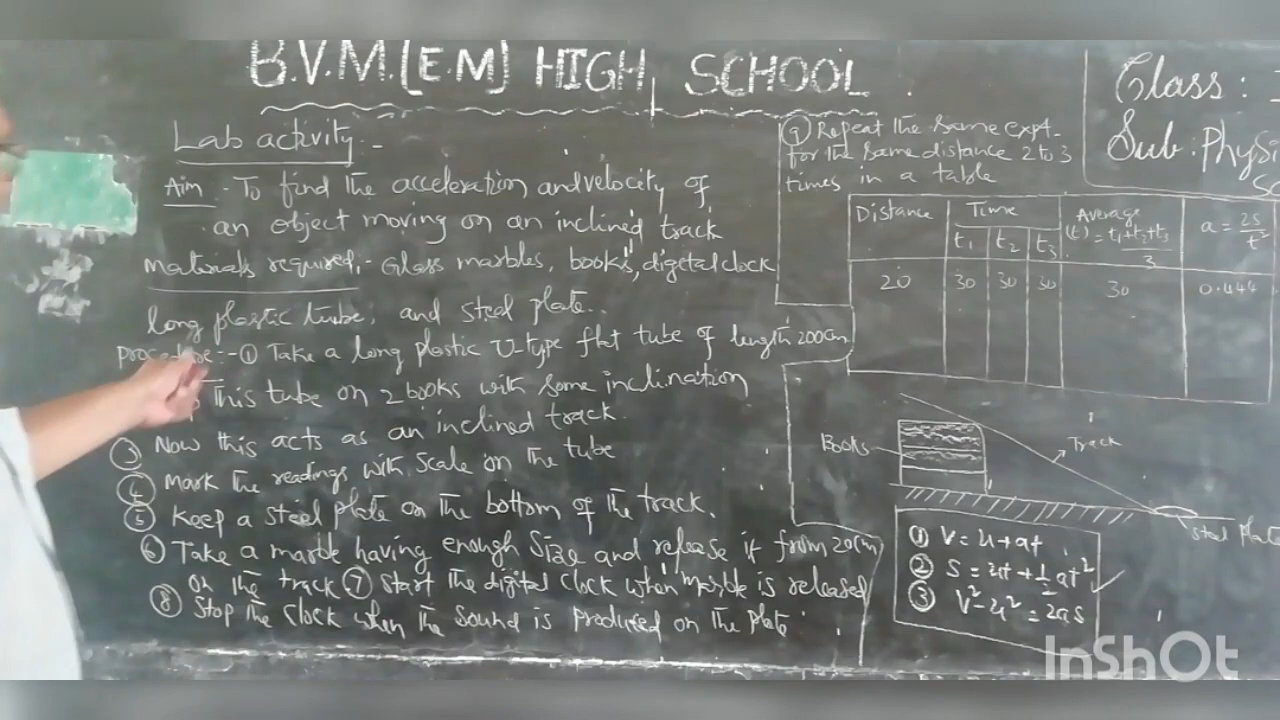 B.V.M.(E.M) HIGH SCHOOL
Class:
Sub: Physi
Lab activity:-
Aim:- To find the acceleration and velocity of
an object moving on an inclined track
Materials required:- Glass marbles, books, digetal clock
long plastic tube, and steel plate.
procedure:- ① Take a long plastic U-type flat tube of length 200cm
This tube on 2 books with some inclination
③ Now this acts as an inclined track.
④ Mark the readings with scale on the tube
⑤ Keep a steel plate on the bottom of the track.
⑥ Take a marble having enough size and release it from 20cm
on the track ⑦ Start the digital clock when marble is released
⑧ Stop the clock when the sound is produced on the plate
⑨ Repeat the same expt.
for the same distance 2 to 3
times in a table
Distance Time Average a = 2s/t²
t₁ t₂ t₃ (t) = t₁+t₂+t₃/3
20 30 30 30 30 0.444
Books
Track
steel plate
① V = u + at
② S = ut + 1/2 at²
③ V² - u² = 2as
InShOt